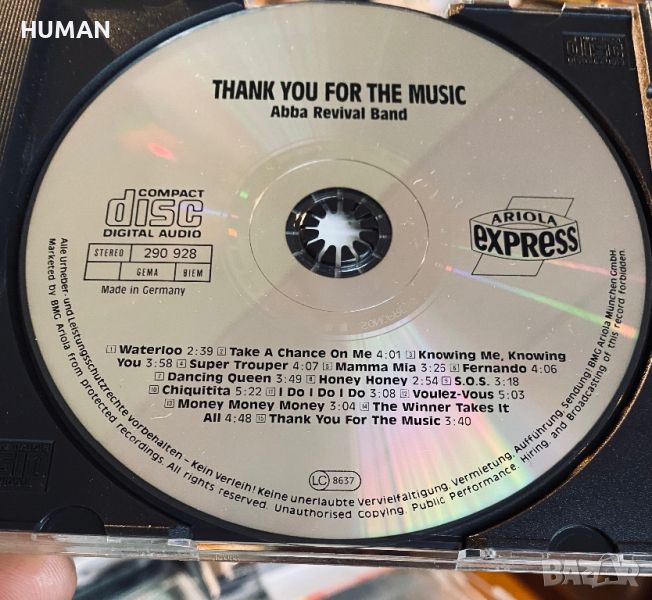 HUMAN
THANK YOU FOR THE MUSIC
Abba Revival Band
COMPACT
disc
DIGITAL AUDIO
STEREO 290 928
GEMA BIEM
Made in Germany
ARIOLA
eXPRESS
1 Waterloo 2:39 2 Take A Chance On Me 4:01 3 Knowing Me, Knowing
You 3:58 4 Super Trouper 4:07 5 Mamma Mia 3:26 6 Fernando 4:06
7 Dancing Queen 3:49 8 Honey Honey 2:54 9 S.O.S. 3:18
10 Chiquitita 5:22 11 I Do I Do I Do 3:08 12 Voulez-Vous 5:03
13 Money Money Money 3:04 14 The Winner Takes It
All 4:48 15 Thank You For The Music 3:40
LC 8637
Alle Urheber- und Leistungsschutzrechte vorbehalten – Kein Verleih! Keine unerlaubte Vervielfältigung, Vermietung, Aufführung, Sendung! BMG Ariola München GmbH.
Marketed by BMG Ariola from protected recordings. All rights reserved. Unauthorised Copying, Public Performance, Hiring, and Broadcasting of this record forbidden.
BAZAR